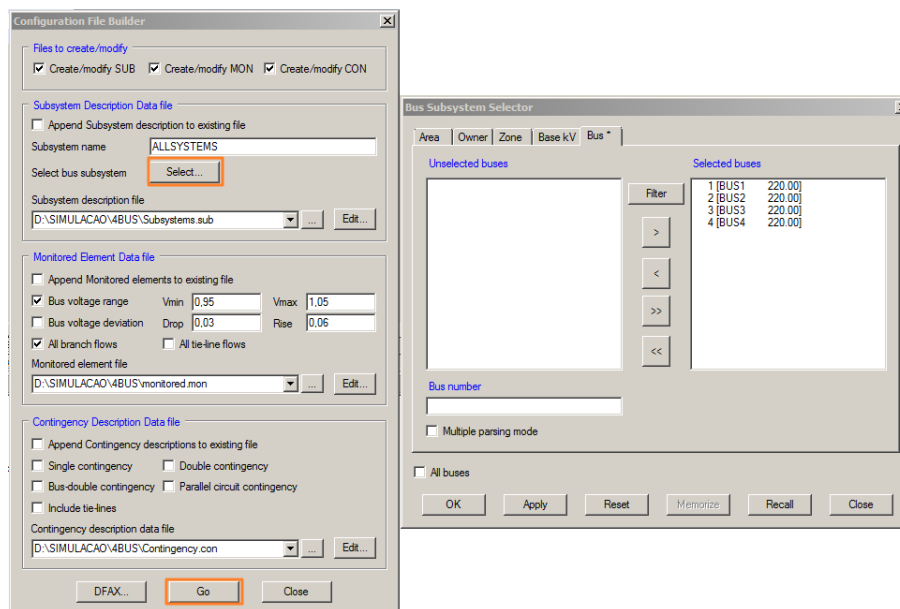 Configuration File Builder
Files to create/modify
Create/modify SUB Create/modify MON Create/modify CON
Subsystem Description Data file
Append Subsystem description to existing file
Subsystem name ALLSYSTEMS
Select bus subsystem Select...
Subsystem description file
D:\SIMULACAO\4BUS\Subsystems.sub ... Edit...
Monitored Element Data file
Append Monitored elements to existing file
Bus voltage range Vmin 0,95 Vmax 1,05
Bus voltage deviation Drop 0,03 Rise 0,06
All branch flows All tie-line flows
Monitored element file
D:\SIMULACAO\4BUS\monitored.mon ... Edit...
Contingency Description Data file
Append Contingency descriptions to existing file
Single contingency Double contingency
Bus-double contingency Parallel circuit contingency
Include tie-lines
Contingency description data file
D:\SIMULACAO\4BUS\Contingency.con ... Edit...
DFAX... Go Close
Bus Subsystem Selector
Area Owner Zone Base kV Bus *
Unselected buses
Filter
>
<
>>
<<
Selected buses
1 [BUS1 220.00]
2 [BUS2 220.00]
3 [BUS3 220.00]
4 [BUS4 220.00]
Bus number
Multiple parsing mode
All buses
OK Apply Reset Memorize Recall Close